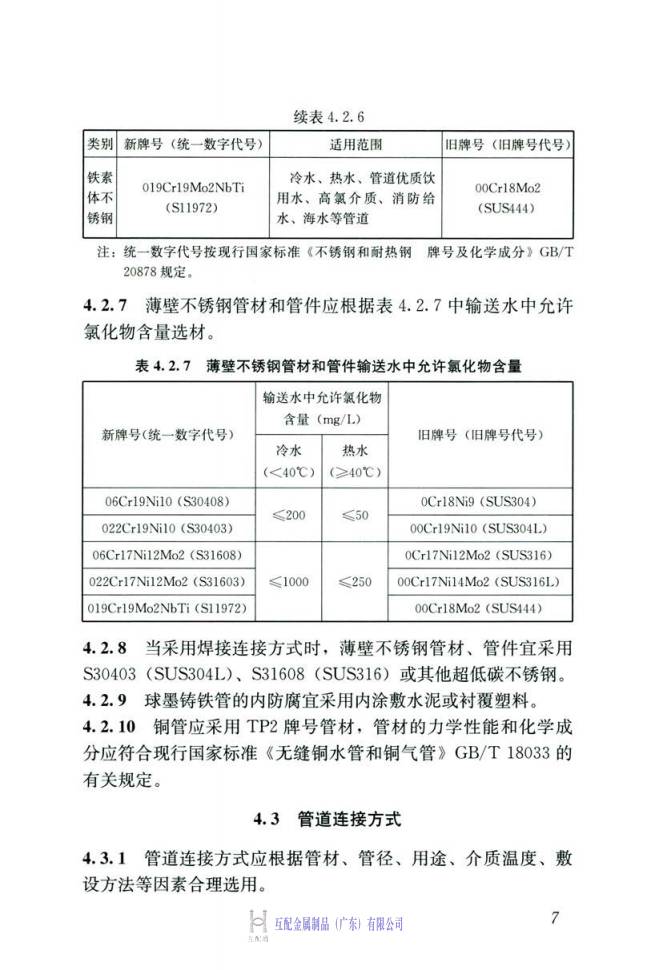 续表 4.2.6
类别 新牌号（统一数字代号） 适用范围 旧牌号（旧牌号代号）
铁素体不锈钢 019Cr19Mo2NbTi（S11972） 冷水、热水、管道优质饮用水、高氯介质、消防给水、海水等管道 00Cr18Mo2（SUS444）
注：统一数字代号按现行国家标准《不锈钢和耐热钢 牌号及化学成分》GB/T
20878 规定。
4.2.7 薄壁不锈钢管材和管件应根据表 4.2.7 中输送水中允许
氯化物含量选材。
表 4.2.7 薄壁不锈钢管材和管件输送水中允许氯化物含量
新牌号(统一数字代号) 输送水中允许氯化物含量（mg/L） 旧牌号（旧牌号代号）
冷水（<40℃） 热水（≥40℃）
06Cr19Ni10（S30408） ≤200 ≤50 0Cr18Ni9（SUS304）
022Cr19Ni10（S30403） 00Cr19Ni10（SUS304L）
06Cr17Ni12Mo2（S31608） ≤1000 ≤250 0Cr17Ni12Mo2（SUS316）
022Cr17Ni12Mo2（S31603） 00Cr17Ni14Mo2（SUS316L）
019Cr19Mo2NbTi（S11972） 00Cr18Mo2（SUS444）
4.2.8 当采用焊接连接方式时，薄壁不锈钢管材、管件宜采用
S30403（SUS304L）、S31608（SUS316）或其他超低碳不锈钢。
4.2.9 球墨铸铁管的内防腐宜采用内涂敷水泥或衬覆塑料。
4.2.10 铜管应采用 TP2 牌号管材，管材的力学性能和化学成
分应符合现行国家标准《无缝铜水管和铜气管》GB/T 18033 的
有关规定。
4.3 管道连接方式
4.3.1 管道连接方式应根据管材、管径、用途、介质温度、敷
设方法等因素合理选用。
互配金属制品（广东）有限公司
7